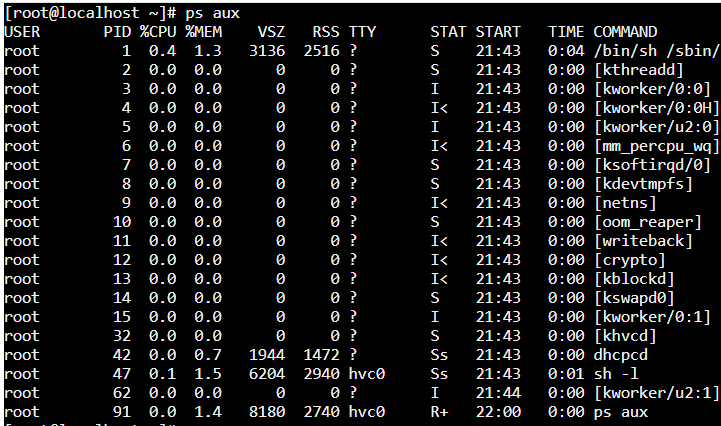 [root@localhost ~]# ps aux
USER PID %CPU %MEM VSZ RSS TTY STAT START TIME COMMAND
root 1 0.4 1.3 3136 2516 ? S 21:43 0:04 /bin/sh /sbin/
root 2 0.0 0.0 0 0 ? S 21:43 0:00 [kthreadd]
root 3 0.0 0.0 0 0 ? I 21:43 0:00 [kworker/0:0]
root 4 0.0 0.0 0 0 ? I< 21:43 0:00 [kworker/0:0H]
root 5 0.0 0.0 0 0 ? I 21:43 0:00 [kworker/u2:0]
root 6 0.0 0.0 0 0 ? I< 21:43 0:00 [mm_percpu_wq]
root 7 0.0 0.0 0 0 ? S 21:43 0:00 [ksoftirqd/0]
root 8 0.0 0.0 0 0 ? S 21:43 0:00 [kdevtmpfs]
root 9 0.0 0.0 0 0 ? I< 21:43 0:00 [netns]
root 10 0.0 0.0 0 0 ? S 21:43 0:00 [oom_reaper]
root 11 0.0 0.0 0 0 ? I< 21:43 0:00 [writeback]
root 12 0.0 0.0 0 0 ? I< 21:43 0:00 [crypto]
root 13 0.0 0.0 0 0 ? I< 21:43 0:00 [kblockd]
root 14 0.0 0.0 0 0 ? S 21:43 0:00 [kswapd0]
root 15 0.0 0.0 0 0 ? I 21:43 0:00 [kworker/0:1]
root 32 0.0 0.0 0 0 ? S 21:43 0:00 [khvcd]
root 42 0.0 0.7 1944 1472 ? Ss 21:43 0:00 dhcpcd
root 47 0.1 1.5 6204 2940 hvc0 Ss 21:43 0:01 sh -l
root 62 0.0 0.0 0 0 ? I 21:44 0:00 [kworker/u2:1]
root 91 0.0 1.4 8180 2740 hvc0 R+ 22:00 0:00 ps aux